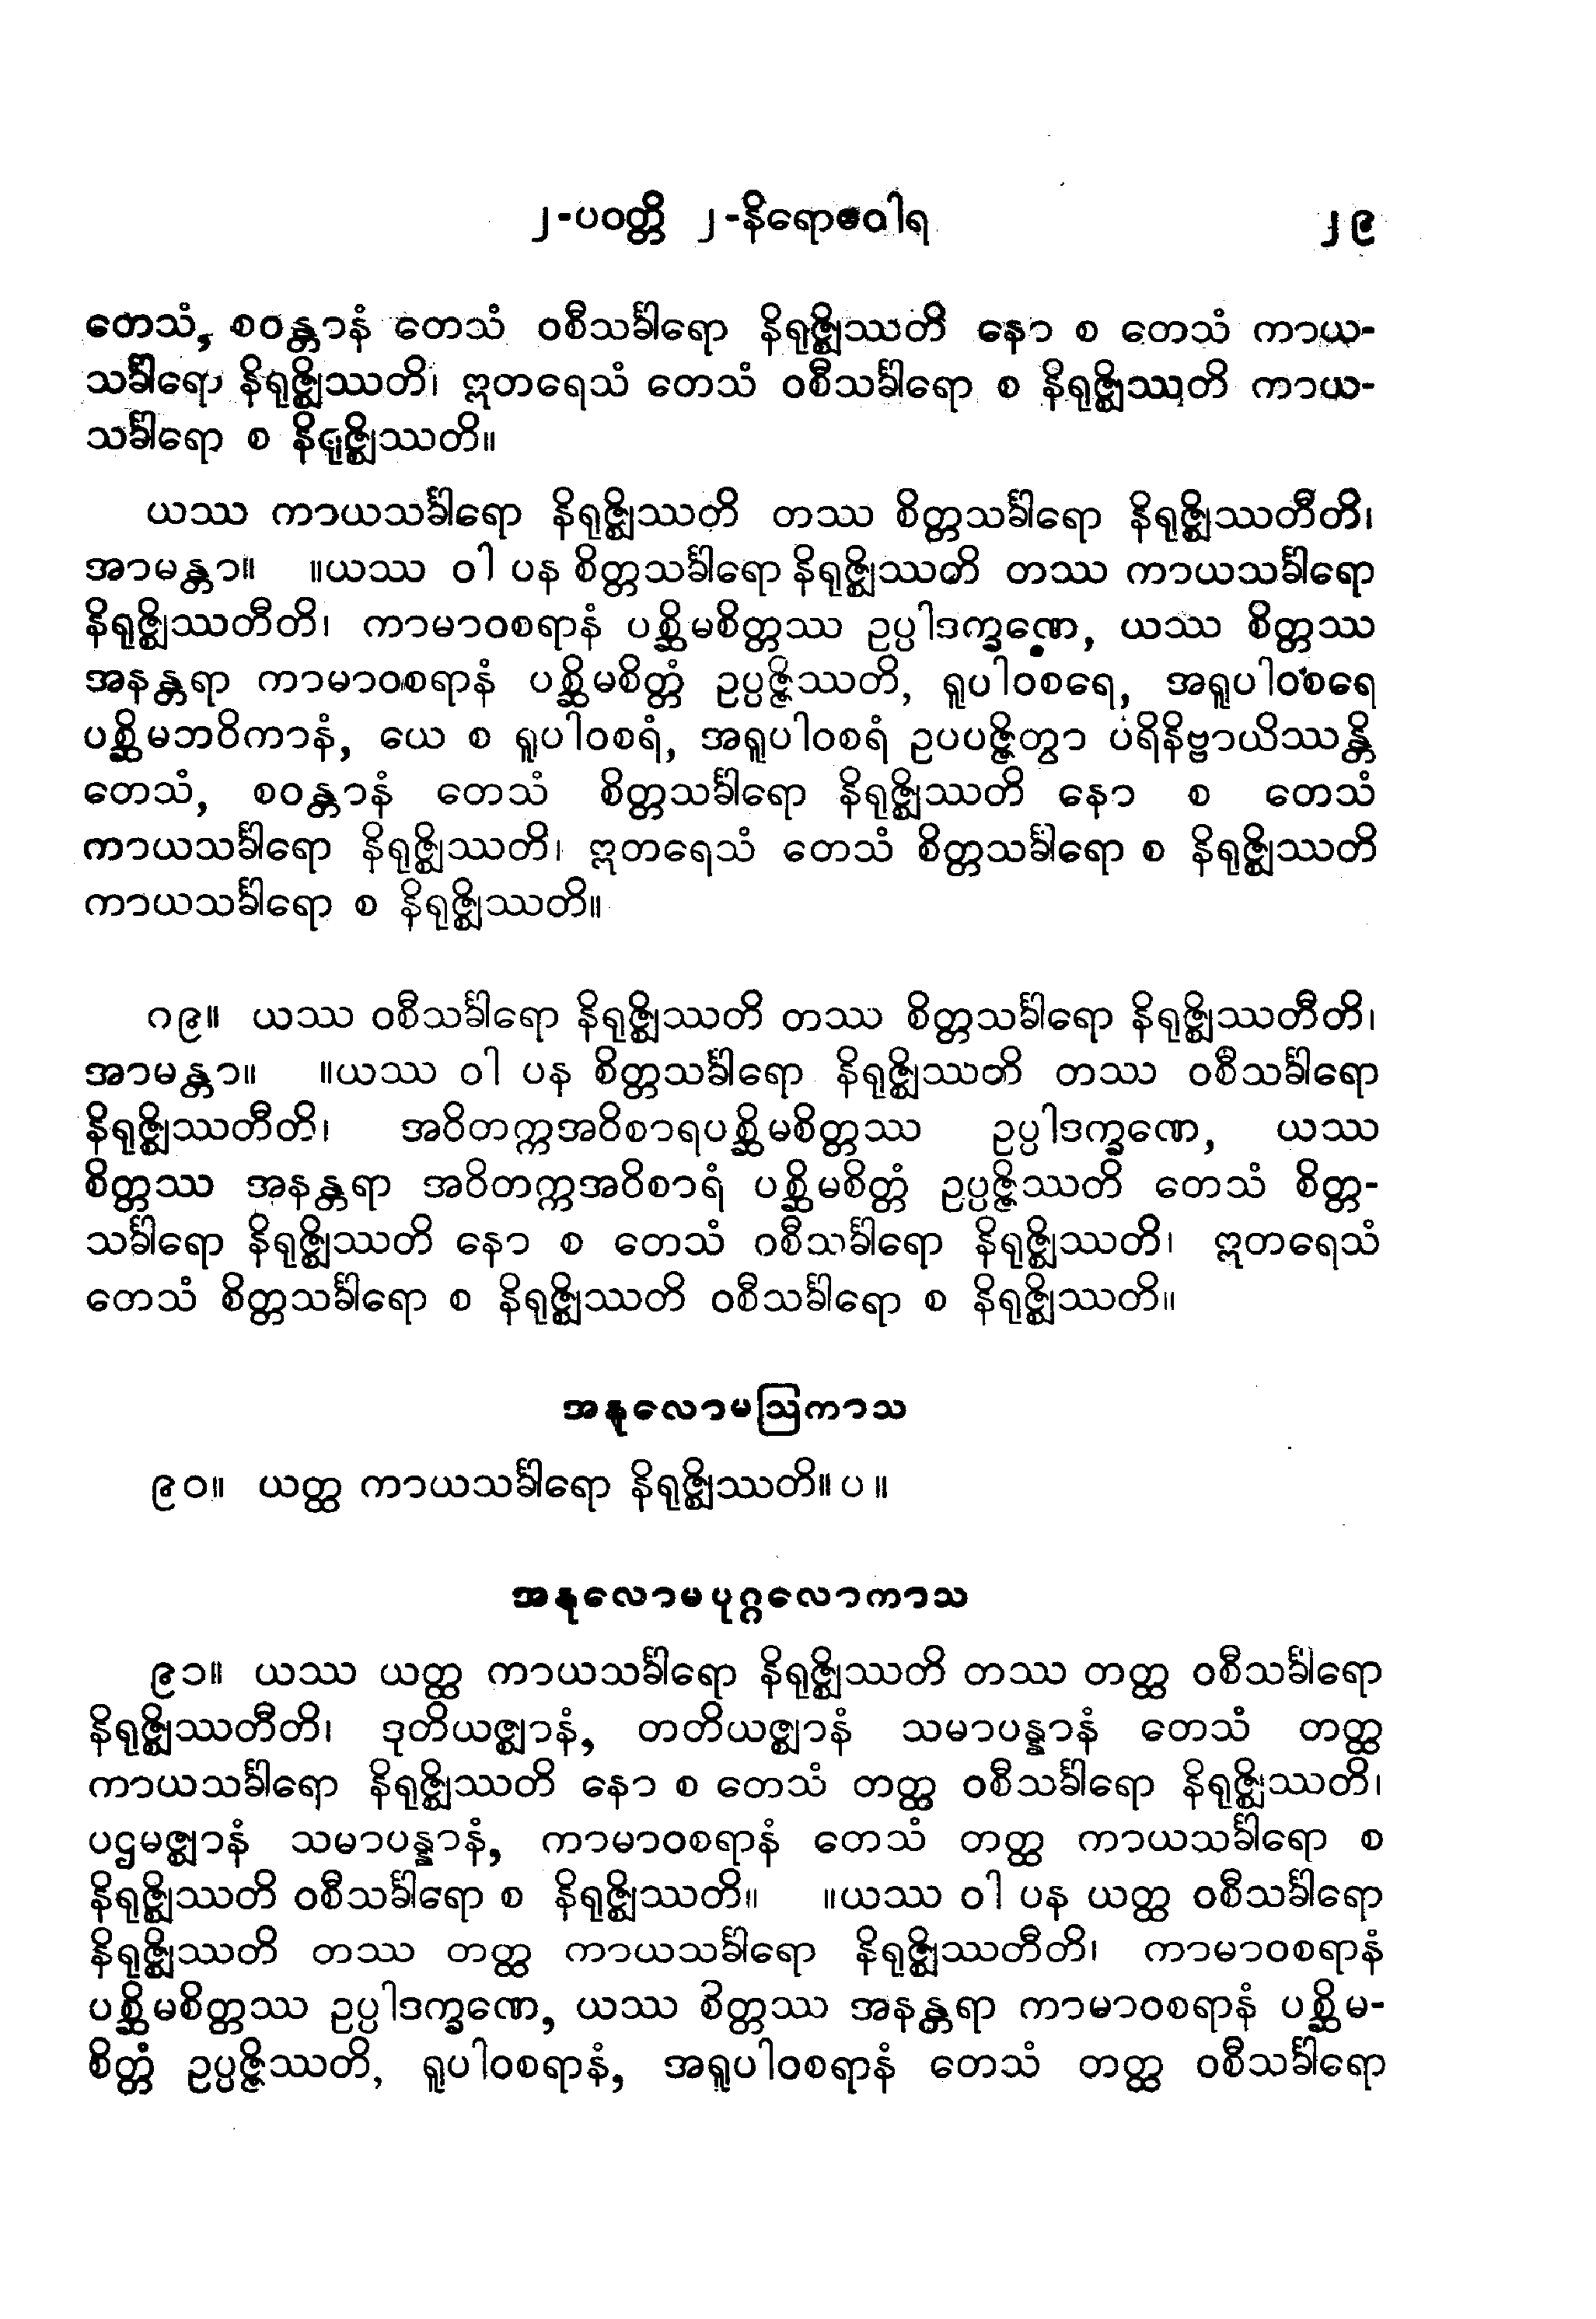 ၂-ပဝတ္တိ ၂-နိရောဓဝါရ ၂၉
တေသံ, စဝန္တာနံ တေသံ ဝစီသင်္ခါရော နိရုဇ္ဈိဿတိ နော စ တေသံ ကာယ-
သင်္ခါရော နိရုဇ္ဈိဿတိ၊ ဣတရေသံ တေသံ ဝစီသင်္ခါရော စ နိရုဇ္ဈိဿတိ ကာယ-
သင်္ခါရော စ နိရုဇ္ဈိဿတိ။
ယဿ ကာယသင်္ခါရော နိရုဇ္ဈိဿတိ တဿ စိတ္တသင်္ခါရော နိရုဇ္ဈိဿတီတိ၊
အာမန္တာ။ ။ယဿ ဝါ ပန စိတ္တသင်္ခါရော နိရုဇ္ဈိဿတိ တဿ ကာယသင်္ခါရော
နိရုဇ္ဈိဿတီတိ၊ ကာမာဝစရာနံ ပစ္ဆိမစိတ္တဿ ဥပ္ပါဒက္ခဏေ, ယဿ စိတ္တဿ
အနန္တရာ ကာမာဝစရာနံ ပစ္ဆိမစိတ္တံ ဥပ္ပဇ္ဇိဿတိ, ရူပါဝစရေ, အရူပါဝစရေ
ပစ္ဆိမဘဝိကာနံ, ယေ စ ရူပါဝစရံ, အရူပါဝစရံ ဥပပဇ္ဇိတွာ ပရိနိဗ္ဗာယိဿန္တိ
တေသံ, စဝန္တာနံ တေသံ စိတ္တသင်္ခါရော နိရုဇ္ဈိဿတိ နော စ တေသံ
ကာယသင်္ခါရော နိရုဇ္ဈိဿတိ၊ ဣတရေသံ တေသံ စိတ္တသင်္ခါရော စ နိရုဇ္ဈိဿတိ
ကာယသင်္ခါရော စ နိရုဇ္ဈိဿတိ။
၈၉။ ယဿ ဝစီသင်္ခါရော နိရုဇ္ဈိဿတိ တဿ စိတ္တသင်္ခါရော နိရုဇ္ဈိဿတီတိ၊
အာမန္တာ။ ။ယဿ ဝါ ပန စိတ္တသင်္ခါရော နိရုဇ္ဈိဿတိ တဿ ဝစီသင်္ခါရော
နိရုဇ္ဈိဿတီတိ၊ အဝိတက္ကအဝိစာရပစ္ဆိမစိတ္တဿ ဥပ္ပါဒက္ခဏေ, ယဿ
စိတ္တဿ အနန္တရာ အဝိတက္ကအဝိစာရံ ပစ္ဆိမစိတ္တံ ဥပ္ပဇ္ဇိဿတိ တေသံ စိတ္တ-
သင်္ခါရော နိရုဇ္ဈိဿတိ နော စ တေသံ ဝစီသင်္ခါရော နိရုဇ္ဈိဿတိ၊ ဣတရေသံ
တေသံ စိတ္တသင်္ခါရော စ နိရုဇ္ဈိဿတိ ဝစီသင်္ခါရော စ နိရုဇ္ဈိဿတိ။
အနုလောမဩကာသ
၉၀။ ယတ္ထ ကာယသင်္ခါရော နိရုဇ္ဈိဿတိ။ ပ ။
အနုလောမပုဂ္ဂလောကာသ
၉၁။ ယဿ ယတ္ထ ကာယသင်္ခါရော နိရုဇ္ဈိဿတိ တဿ တတ္ထ ဝစီသင်္ခါရော
နိရုဇ္ဈိဿတီတိ၊ ဒုတိယဇ္ဈာနံ, တတိယဇ္ဈာနံ သမာပန္နာနံ တေသံ တတ္ထ
ကာယသင်္ခါရော နိရုဇ္ဈိဿတိ နော စ တေသံ တတ္ထ ဝစီသင်္ခါရော နိရုဇ္ဈိဿတိ၊
ပဌမဇ္ဈာနံ သမာပန္နာနံ, ကာမာဝစရာနံ တေသံ တတ္ထ ကာယသင်္ခါရော စ
နိရုဇ္ဈိဿတိ ဝစီသင်္ခါရော စ နိရုဇ္ဈိဿတိ။ ။ယဿ ဝါ ပန ယတ္ထ ဝစီသင်္ခါရော
နိရုဇ္ဈိဿတိ တဿ တတ္ထ ကာယသင်္ခါရော နိရုဇ္ဈိဿတီတိ၊ ကာမာဝစရာနံ
ပစ္ဆိမစိတ္တဿ ဥပ္ပါဒက္ခဏေ, ယဿ စိတ္တဿ အနန္တရာ ကာမာဝစရာနံ ပစ္ဆိမ-
စိတ္တံ ဥပ္ပဇ္ဇိဿတိ, ရူပါဝစရာနံ, အရူပါဝစရာနံ တေသံ တတ္ထ ဝစီသင်္ခါရော